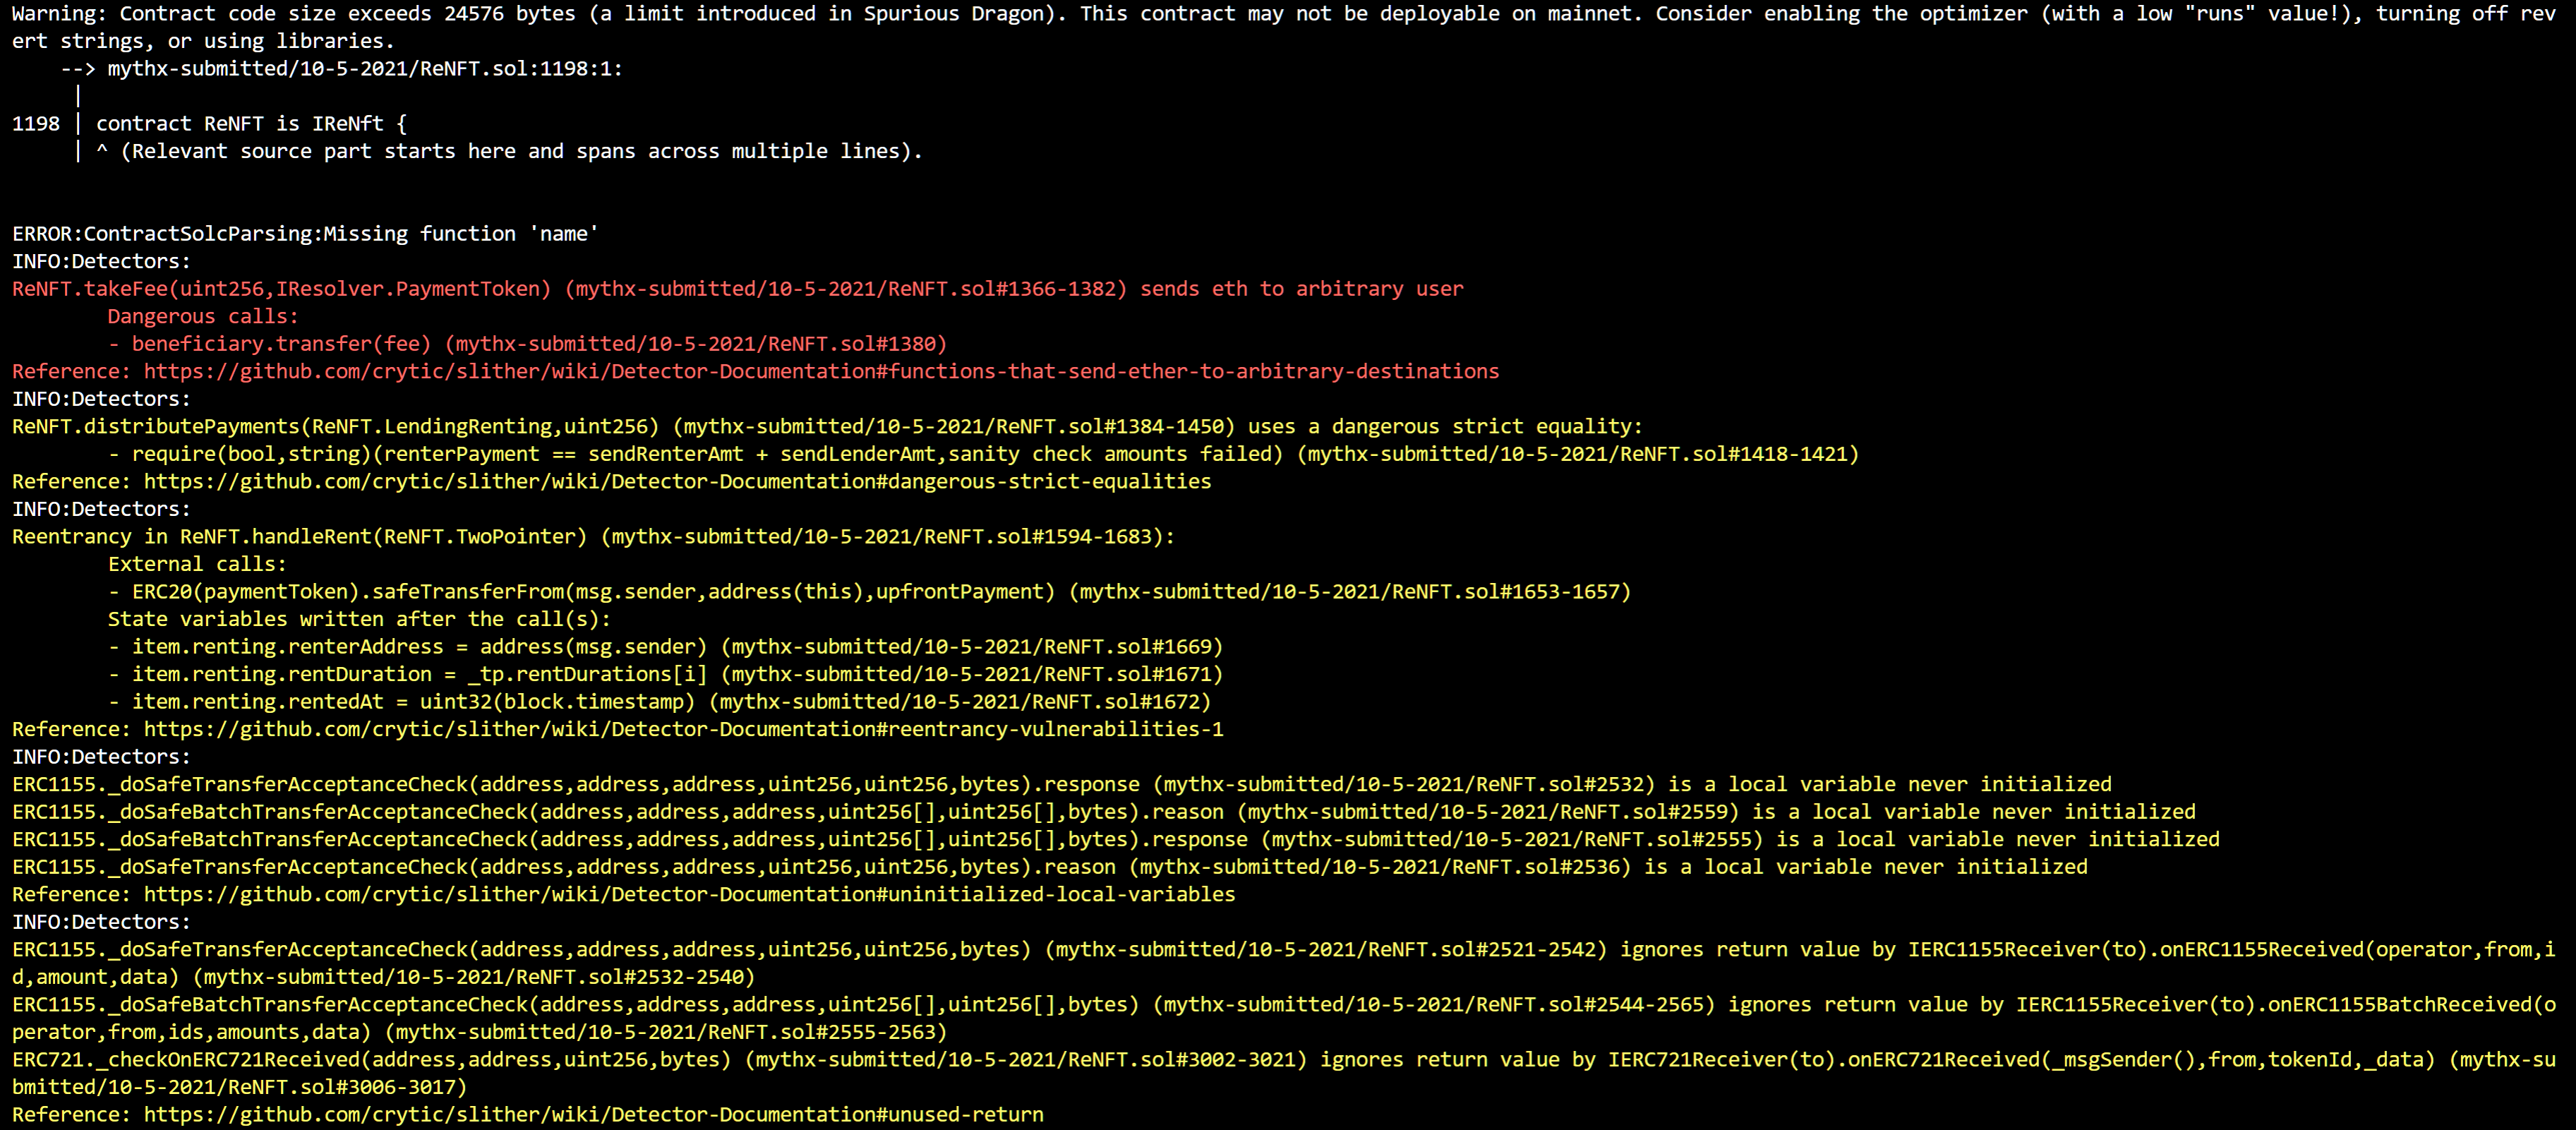 Warning: Contract code size exceeds 24576 bytes (a limit introduced in Spurious Dragon). This contract may not be deployable on mainnet. Consider enabling the optimizer (with a low "runs" value!), turning off rev
ert strings, or using libraries.
    --> mythx-submitted/10-5-2021/ReNFT.sol:1198:1:
     |
1198 | contract ReNFT is IReNft {
     | ^ (Relevant source part starts here and spans across multiple lines).
ERROR:ContractSolcParsing:Missing function 'name'
INFO:Detectors:
ReNFT.takeFee(uint256,IResolver.PaymentToken) (mythx-submitted/10-5-2021/ReNFT.sol#1366-1382) sends eth to arbitrary user
        Dangerous calls:
        - beneficiary.transfer(fee) (mythx-submitted/10-5-2021/ReNFT.sol#1380)
Reference: https://github.com/crytic/slither/wiki/Detector-Documentation#functions-that-send-ether-to-arbitrary-destinations
INFO:Detectors:
ReNFT.distributePayments(ReNFT.LendingRenting,uint256) (mythx-submitted/10-5-2021/ReNFT.sol#1384-1450) uses a dangerous strict equality:
        - require(bool,string)(renterPayment == sendRenterAmt + sendLenderAmt,sanity check amounts failed) (mythx-submitted/10-5-2021/ReNFT.sol#1418-1421)
Reference: https://github.com/crytic/slither/wiki/Detector-Documentation#dangerous-strict-equalities
INFO:Detectors:
Reentrancy in ReNFT.handleRent(ReNFT.TwoPointer) (mythx-submitted/10-5-2021/ReNFT.sol#1594-1683):
        External calls:
        - ERC20(paymentToken).safeTransferFrom(msg.sender,address(this),upfrontPayment) (mythx-submitted/10-5-2021/ReNFT.sol#1653-1657)
        State variables written after the call(s):
        - item.renting.renterAddress = address(msg.sender) (mythx-submitted/10-5-2021/ReNFT.sol#1669)
        - item.renting.rentDuration = _tp.rentDurations[i] (mythx-submitted/10-5-2021/ReNFT.sol#1671)
        - item.renting.rentedAt = uint32(block.timestamp) (mythx-submitted/10-5-2021/ReNFT.sol#1672)
Reference: https://github.com/crytic/slither/wiki/Detector-Documentation#reentrancy-vulnerabilities-1
INFO:Detectors:
ERC1155._doSafeTransferAcceptanceCheck(address,address,address,uint256,uint256,bytes).response (mythx-submitted/10-5-2021/ReNFT.sol#2532) is a local variable never initialized
ERC1155._doSafeBatchTransferAcceptanceCheck(address,address,address,uint256[],uint256[],bytes).reason (mythx-submitted/10-5-2021/ReNFT.sol#2559) is a local variable never initialized
ERC1155._doSafeBatchTransferAcceptanceCheck(address,address,address,uint256[],uint256[],bytes).response (mythx-submitted/10-5-2021/ReNFT.sol#2555) is a local variable never initialized
ERC1155._doSafeTransferAcceptanceCheck(address,address,address,uint256,uint256,bytes).reason (mythx-submitted/10-5-2021/ReNFT.sol#2536) is a local variable never initialized
Reference: https://github.com/crytic/slither/wiki/Detector-Documentation#uninitialized-local-variables
INFO:Detectors:
ERC1155._doSafeTransferAcceptanceCheck(address,address,address,uint256,uint256,bytes) (mythx-submitted/10-5-2021/ReNFT.sol#2521-2542) ignores return value by IERC1155Receiver(to).onERC1155Received(operator,from,i
d,amount,data) (mythx-submitted/10-5-2021/ReNFT.sol#2532-2540)
ERC1155._doSafeBatchTransferAcceptanceCheck(address,address,address,uint256[],uint256[],bytes) (mythx-submitted/10-5-2021/ReNFT.sol#2544-2565) ignores return value by IERC1155Receiver(to).onERC1155BatchReceived(o
perator,from,ids,amounts,data) (mythx-submitted/10-5-2021/ReNFT.sol#2555-2563)
ERC721._checkOnERC721Received(address,address,uint256,bytes) (mythx-submitted/10-5-2021/ReNFT.sol#3002-3021) ignores return value by IERC721Receiver(to).onERC721Received(_msgSender(),from,tokenId,_data) (mythx-su
bmitted/10-5-2021/ReNFT.sol#3006-3017)
Reference: https://github.com/crytic/slither/wiki/Detector-Documentation#unused-return